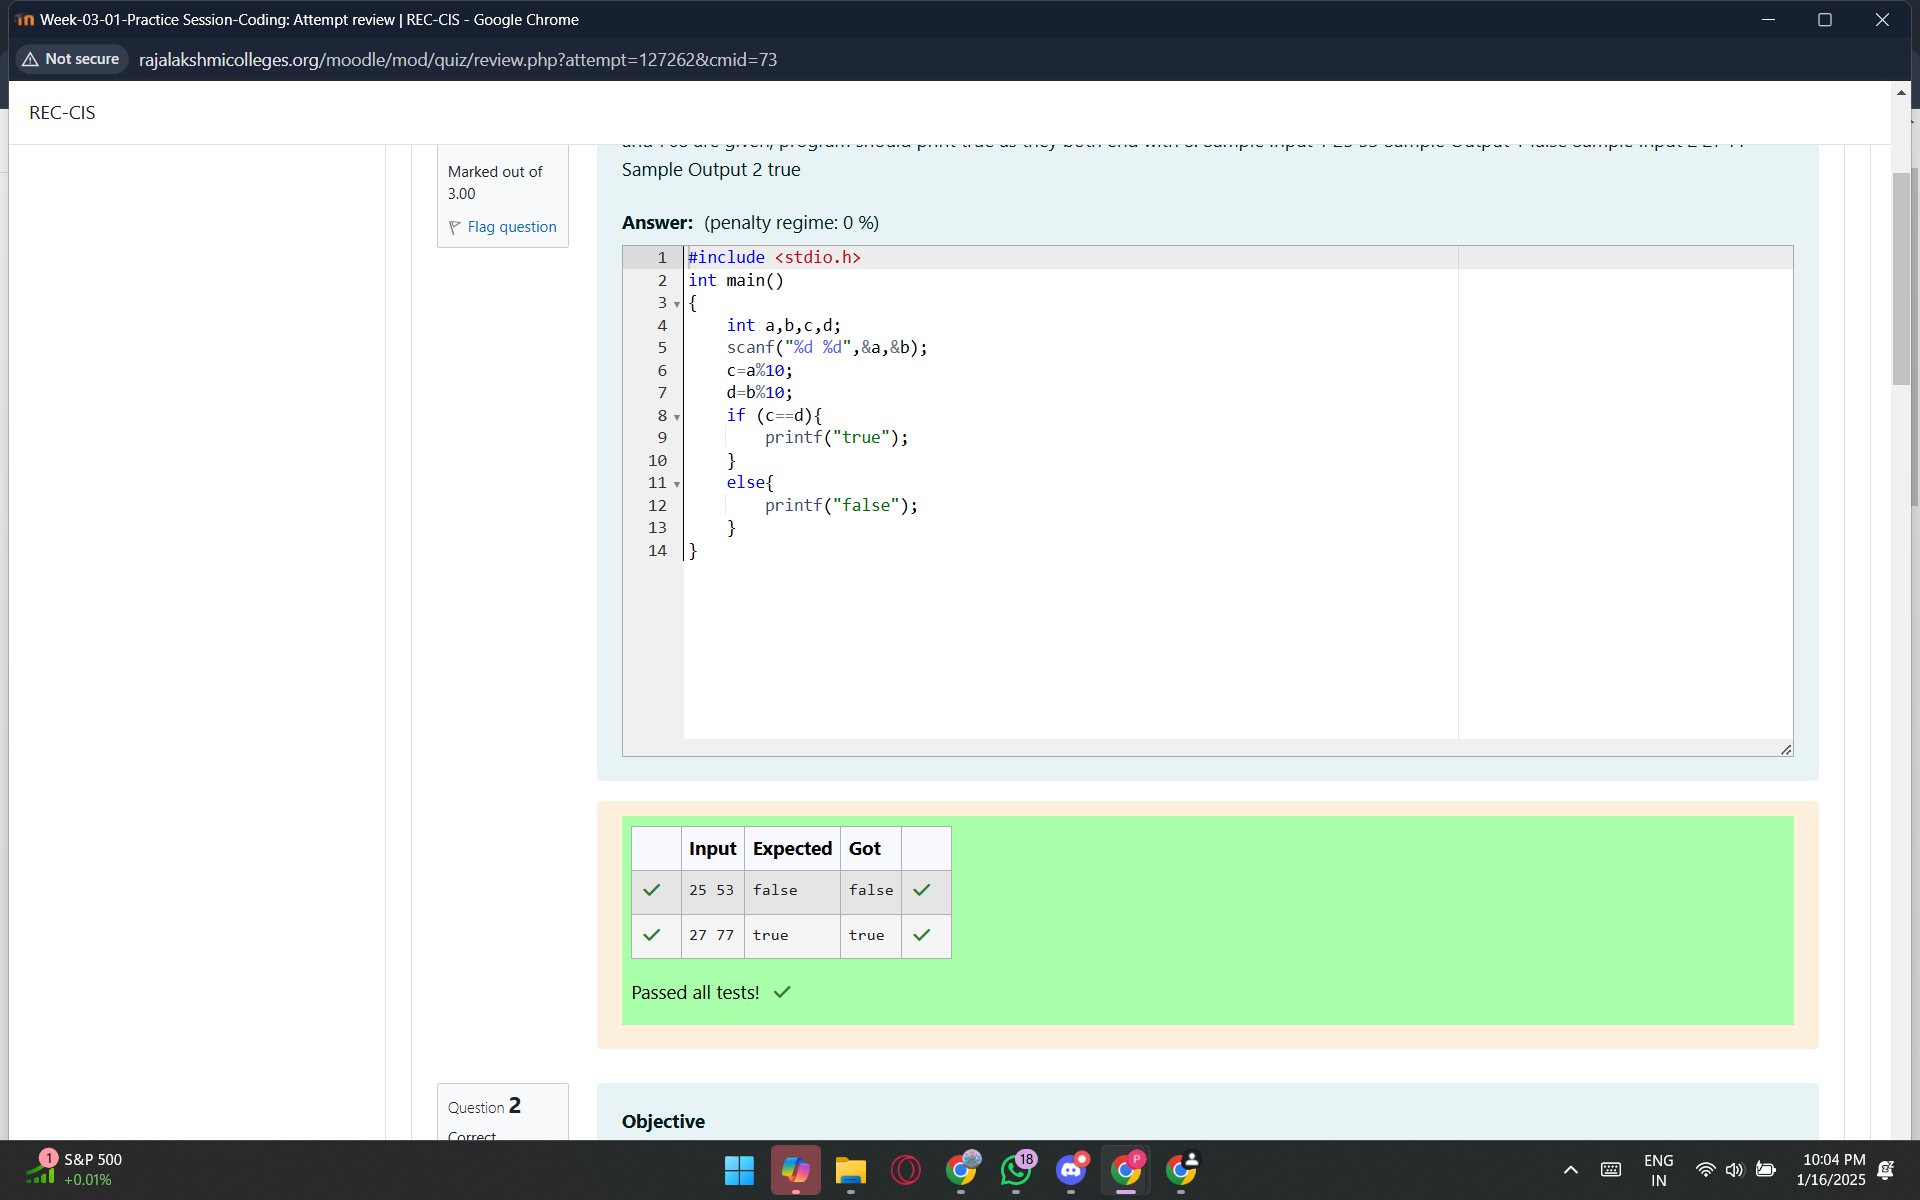 Week-03-01-Practice Session-Coding: Attempt review | REC-CIS - Google Chrome
Not secure rajalakshmicolleges.org/moodle/mod/quiz/review.php?attempt=127262&cmid=73
REC-CIS
Marked out of
3.00
Flag question
Sample Output 2 true
Answer: (penalty regime: 0 %)
1 #include <stdio.h>
2 int main()
3 {
4 int a,b,c,d;
5 scanf("%d %d",&a,&b);
6 c=a%10;
7 d=b%10;
8 if (c==d){
9 printf("true");
10 }
11 else{
12 printf("false");
13 }
14 }
Input Expected Got
25 53 false false
27 77 true true
Passed all tests!
Question 2
Correct
Objective
1 S&P 500
+0.01%
18
P
ENG
IN
10:04 PM
1/16/2025